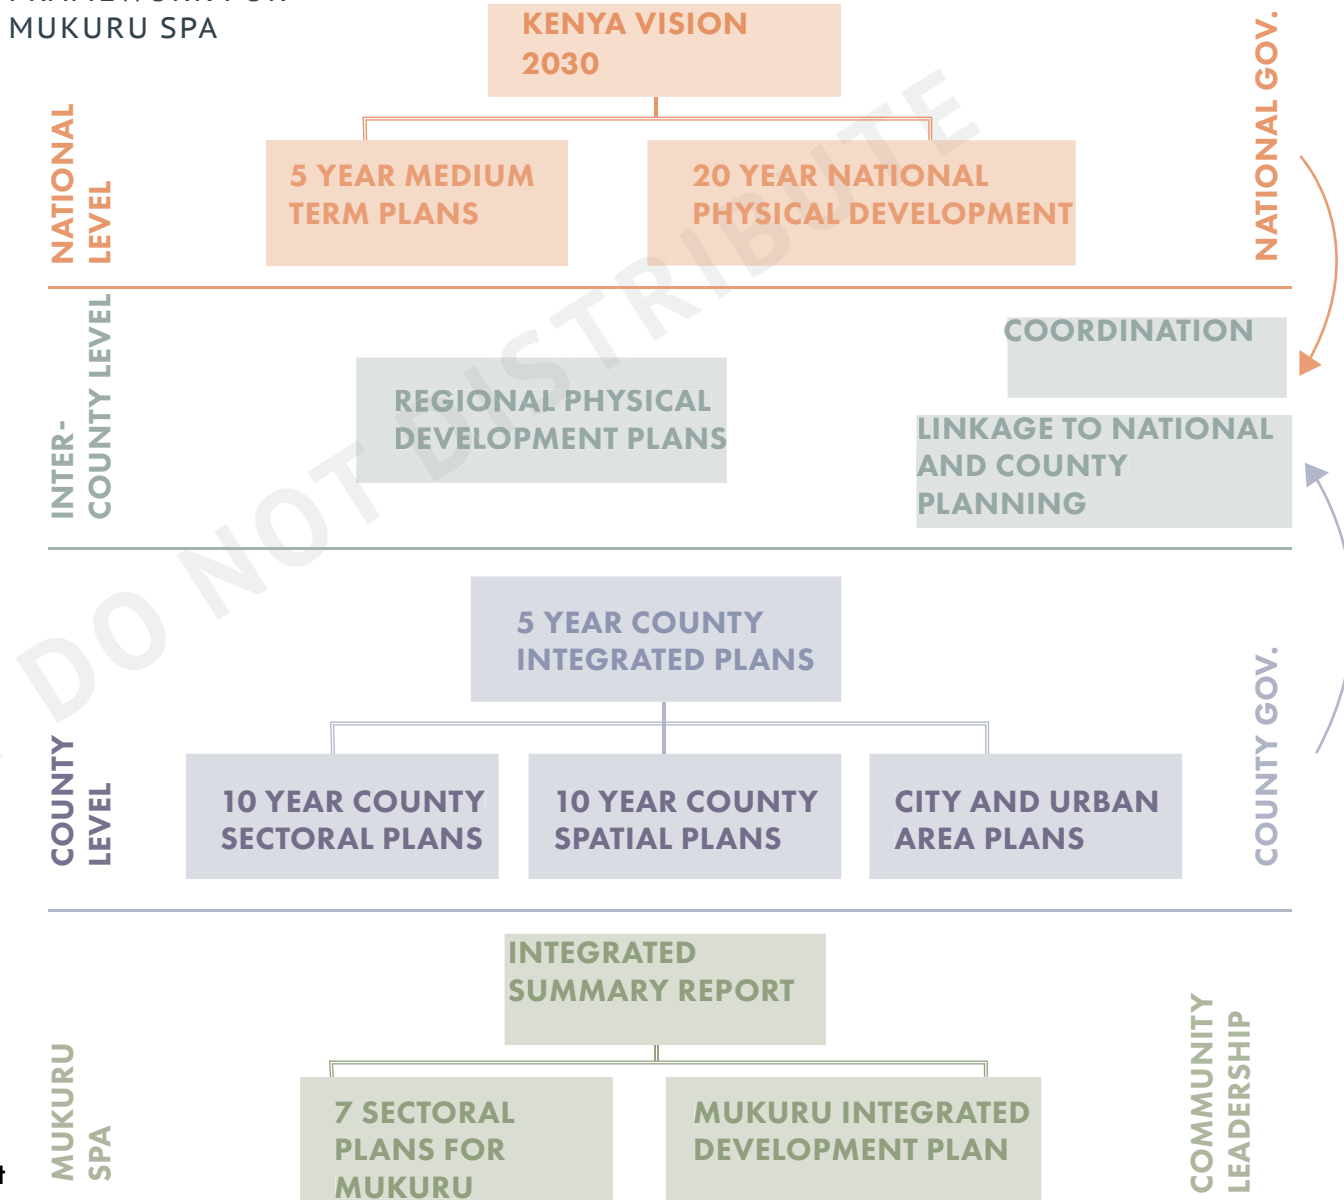 MUKURU SPA
KENYA VISION
2030
NATIONAL GOV.
NATIONAL
LEVEL
5 YEAR MEDIUM
TERM PLANS
20 YEAR NATIONAL
PHYSICAL DEVELOPMENT
INTER-
COUNTY LEVEL
COORDINATION
REGIONAL PHYSICAL
DEVELOPMENT PLANS
LINKAGE TO NATIONAL
AND COUNTY
PLANNING
DO NOT DISTRIBUTE
5 YEAR COUNTY
INTEGRATED PLANS
COUNTY GOV.
COUNTY
LEVEL
10 YEAR COUNTY
SECTORAL PLANS
10 YEAR COUNTY
SPATIAL PLANS
CITY AND URBAN
AREA PLANS
INTEGRATED
SUMMARY REPORT
MUKURU
SPA
7 SECTORAL
PLANS FOR
MUKURU
MUKURU INTEGRATED
DEVELOPMENT PLAN
COMMUNITY
LEADERSHIP